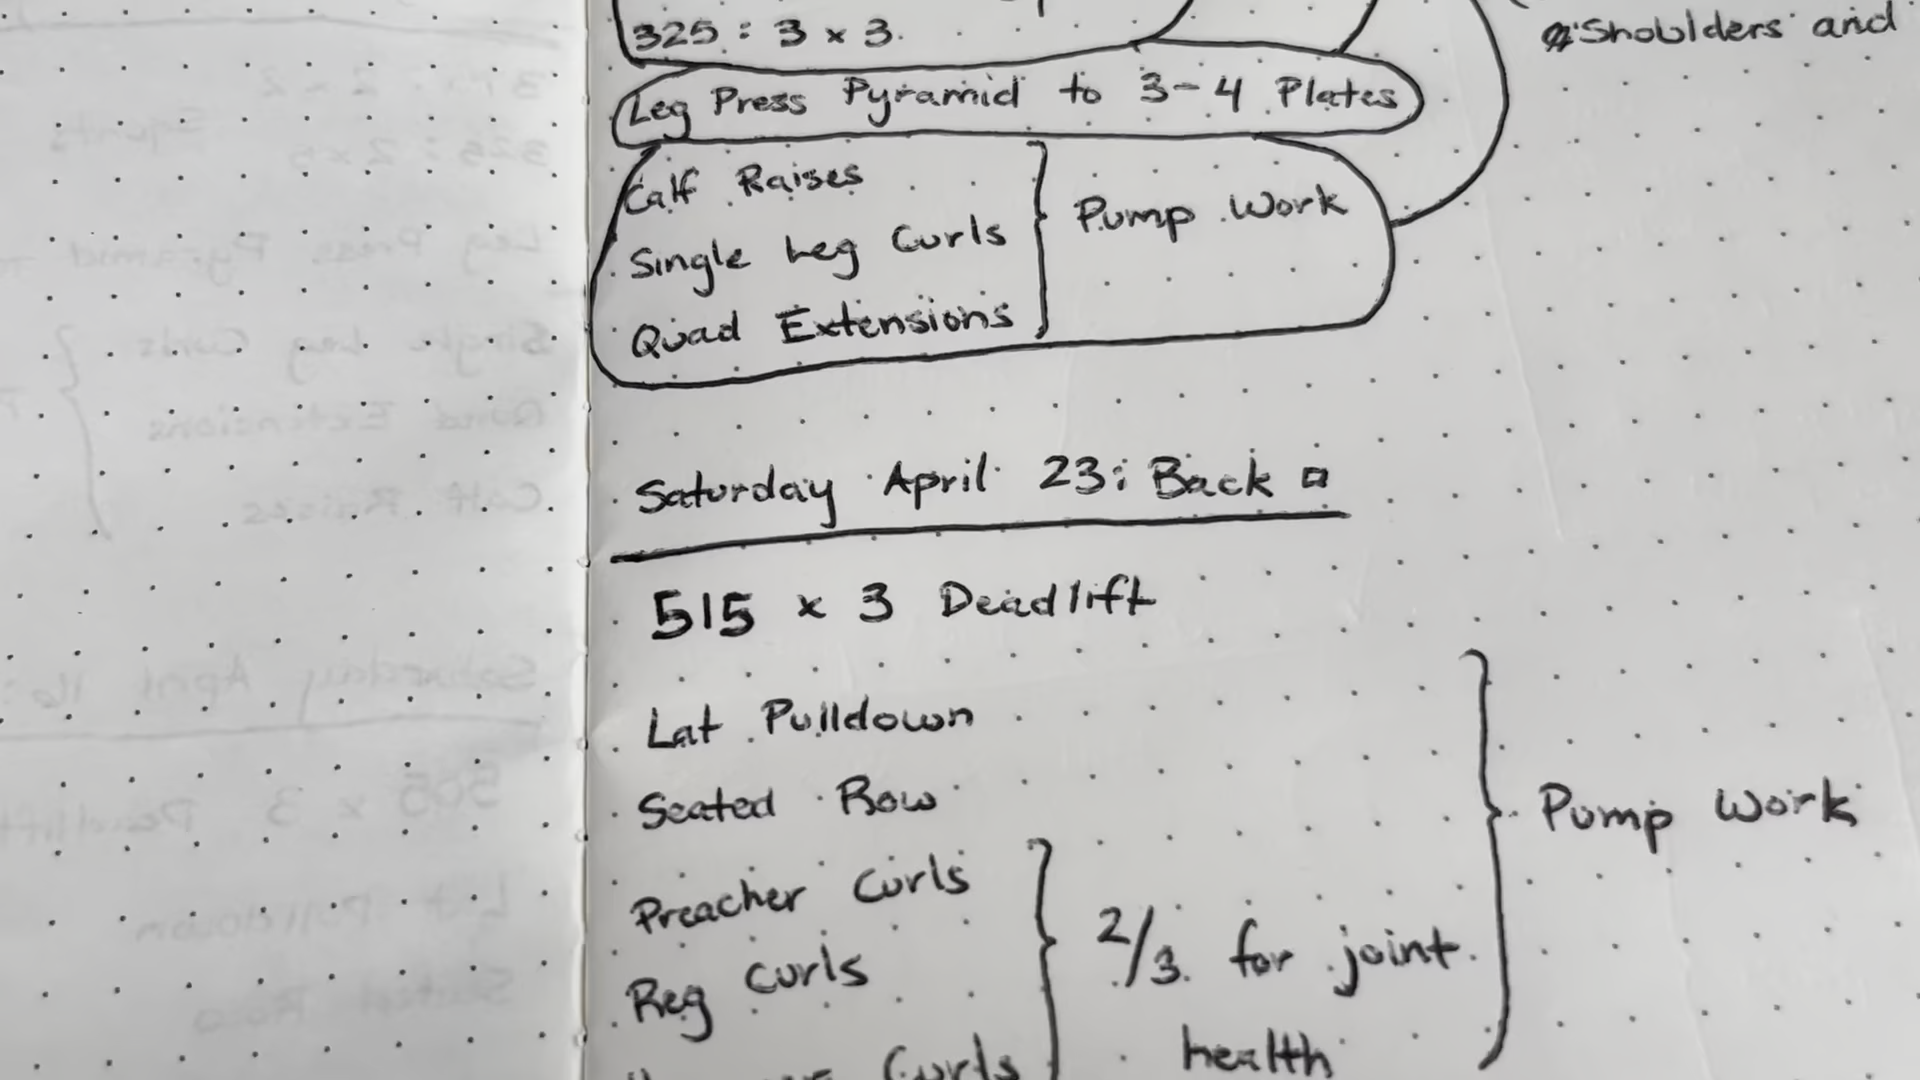 325 : 3 x 3
Shoulders and
Leg Press Pyramid to 3-4 Plates
Calf Raises
Single Leg Curls
Quad Extensions
Pump Work
Saturday April 23: Back
515 x 3 Deadlift
Lat Pulldown
Seated Row
Preacher Curls
Reg Curls
Curls
2/3 for joint
health
Pump Work